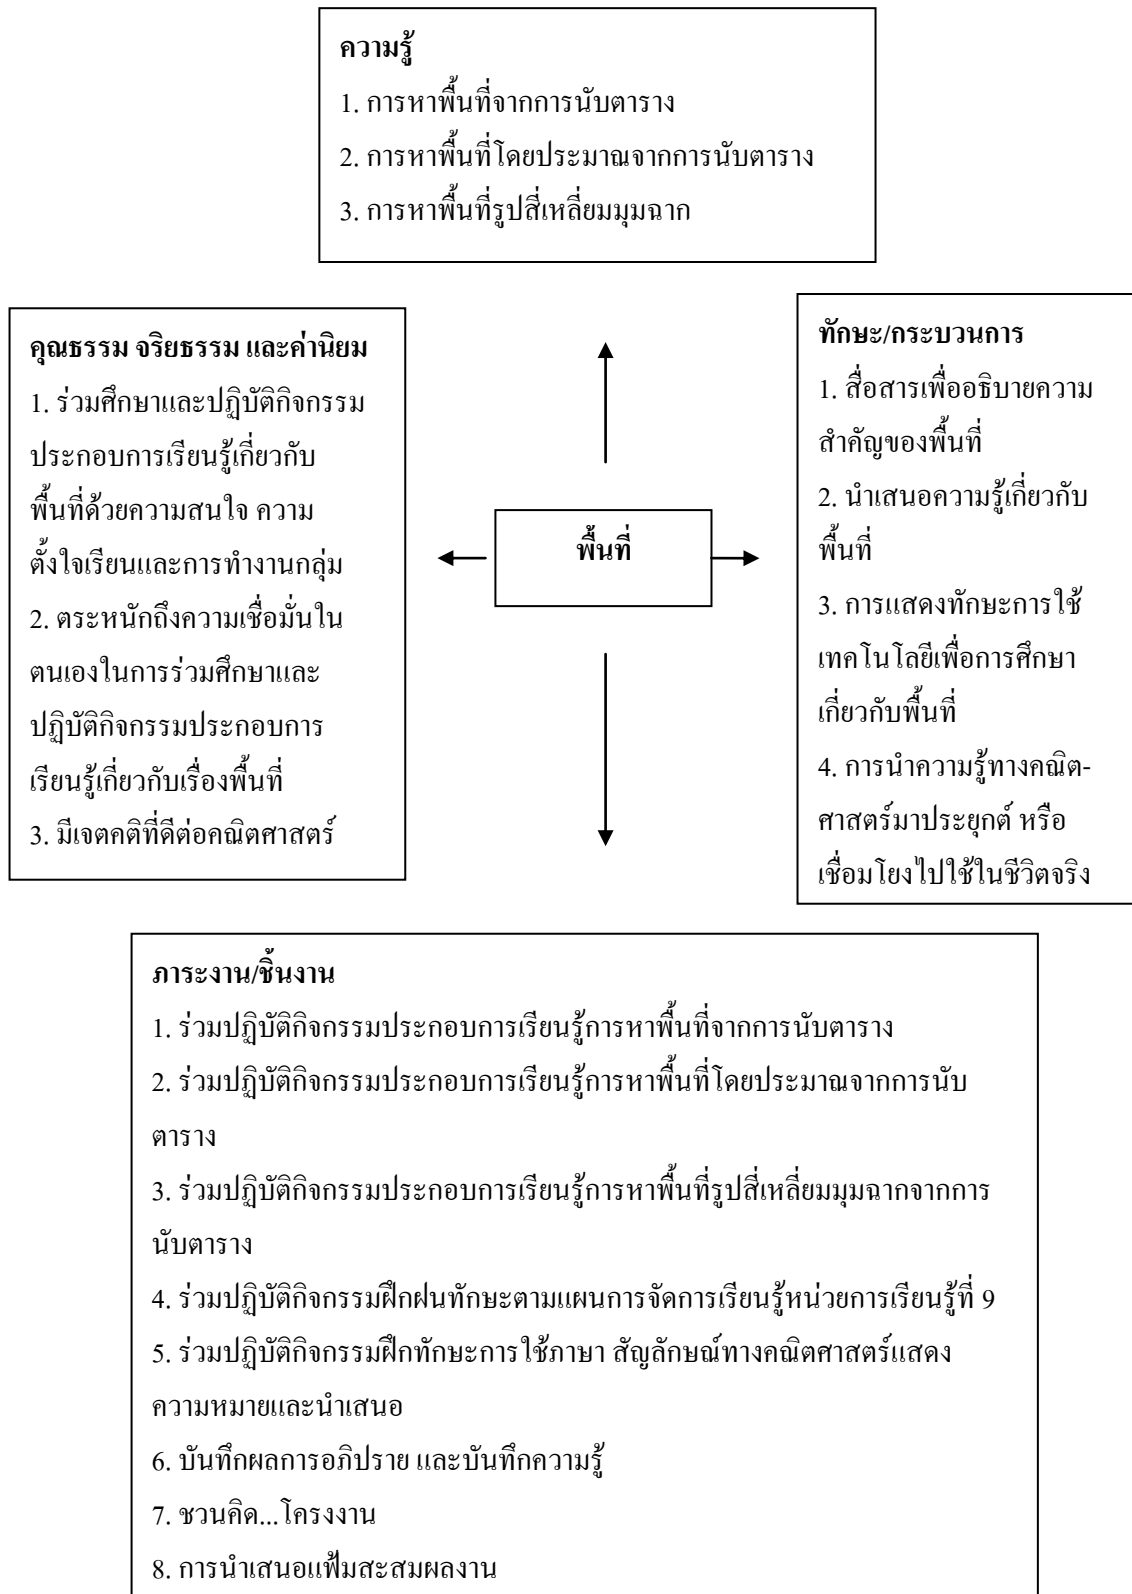 ความรู้
1. การหาพื้นที่จากการนับตาราง
2. การหาพื้นที่โดยประมาณจากการนับตาราง
3. การหาพื้นที่รูปสี่เหลี่ยมมุมฉาก
คุณธรรม จริยธรรม และค่านิยม
1. ร่วมศึกษาและปฏิบัติกิจกรรม
ประกอบการเรียนรู้เกี่ยวกับ
พื้นที่ด้วยความสนใจ ความ
ตั้งใจเรียนและการทำงานกลุ่ม
2. ตระหนักถึงความเชื่อมั่นใน
ตนเองในการร่วมศึกษาและ
ปฏิบัติกิจกรรมประกอบการ
เรียนรู้เกี่ยวกับเรื่องพื้นที่
3. มีเจตคติที่ดีต่อคณิตศาสตร์
พื้นที่
ทักษะ/กระบวนการ
1. สื่อสารเพื่ออธิบายความ
สำคัญของพื้นที่
2. นำเสนอความรู้เกี่ยวกับ
พื้นที่
3. การแสดงทักษะการใช้
เทคโนโลยีเพื่อการศึกษา
เกี่ยวกับพื้นที่
4. การนำความรู้ทางคณิต-
ศาสตร์มาประยุกต์ หรือ
เชื่อมโยงไปใช้ในชีวิตจริง
ภาระงาน/ชิ้นงาน
1. ร่วมปฏิบัติกิจกรรมประกอบการเรียนรู้การหาพื้นที่จากการนับตาราง
2. ร่วมปฏิบัติกิจกรรมประกอบการเรียนรู้การหาพื้นที่โดยประมาณจากการนับ
ตาราง
3. ร่วมปฏิบัติกิจกรรมประกอบการเรียนรู้การหาพื้นที่รูปสี่เหลี่ยมมุมฉากจากการ
นับตาราง
4. ร่วมปฏิบัติกิจกรรมฝึกฝนทักษะตามแผนการจัดการเรียนรู้หน่วยการเรียนรู้ที่ 9
5. ร่วมปฏิบัติกิจกรรมฝึกทักษะการใช้ภาษา สัญลักษณ์ทางคณิตศาสตร์แสดง
ความหมายและนำเสนอ
6. บันทึกผลการอภิปราย และบันทึกความรู้
7. ชวนคิด...โครงงาน
8. การนำเสนอแฟ้มสะสมผลงาน